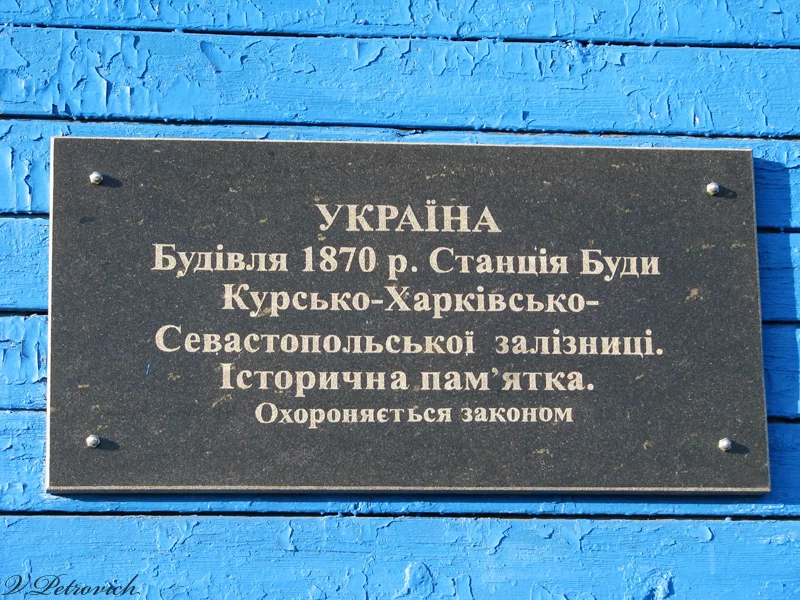 УКРАЇНА
Будівля 1870 р. Станція Буди
Курсько-Харківсько-
Севастопольської залізниці.
Історична пам’ятка.
Охороняється законом
V Petrovich